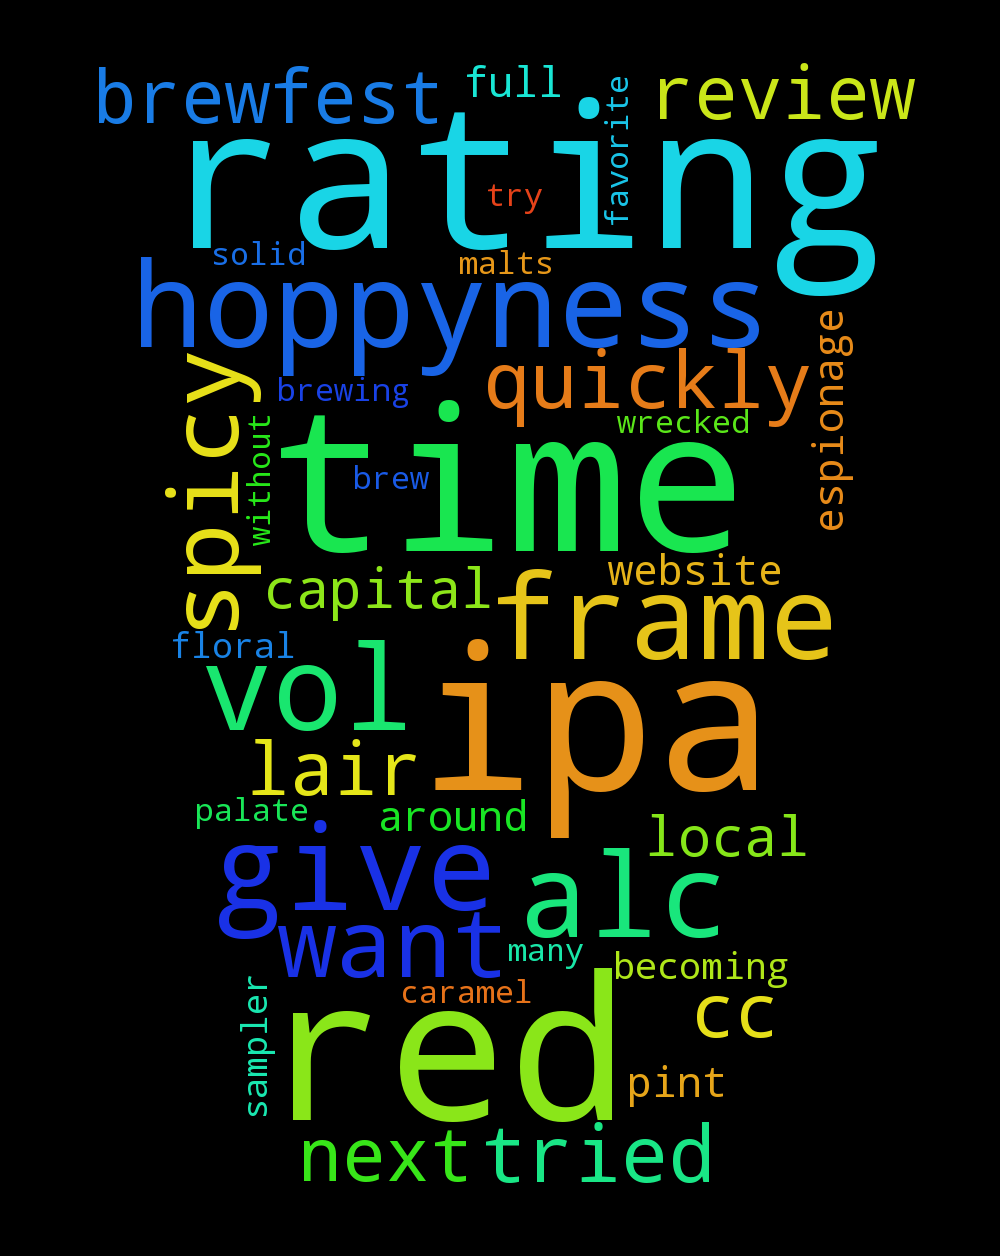 brewfest
full
favorite
review
rating
try
solid
malts
hoppyness
espionage
spicy
quickly
brewing
wrecked
without
time
brew
website
capital
frame
floral
vol
ipa
lair
palate
around
local
give
alc
want
many
becoming
sampler
caramel
cc
red
pint
next
tried